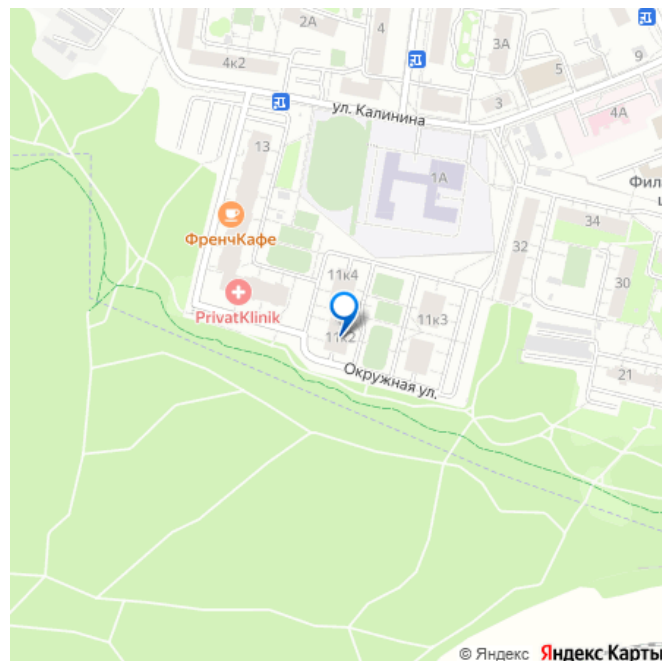 2А
4
3А
4к2
5
9
ул. Калинина
3
4А
13
1А
Фил
ц
ФренчКафе
34
32
11к4
30
PrivatKlinik
11к3
11к2
Окружная ул.
21
© Яндекс Яндекс Карты